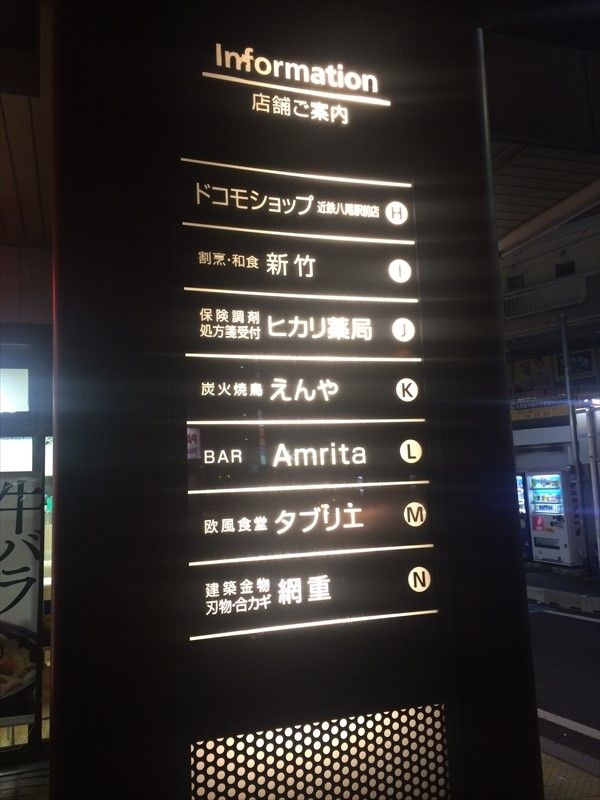 Information
店舗ご案内
ドコモショップ 近鉄八尾駅前店 H
割烹・和食 新竹 I
保険調剤
処方箋受付 ヒカリ薬局 J
炭火焼鳥 えんや K
BAR Amrita L
欧風食堂 タブリエ M
建築金物
刃物・合カギ 網重 N
牛バラ